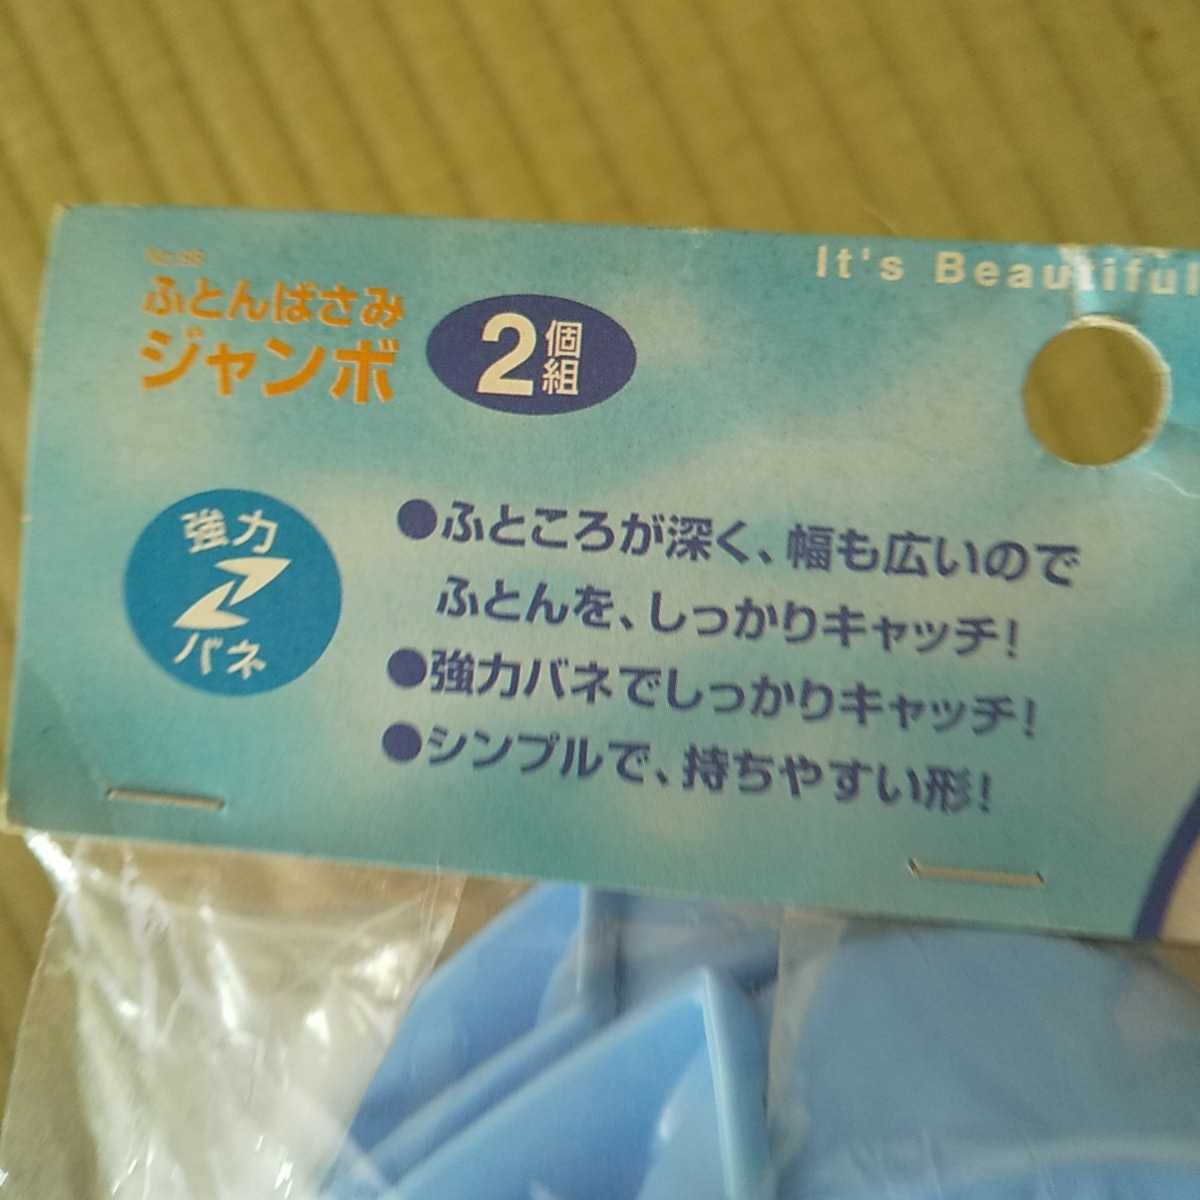 ふとんばさみ
ジャンボ
2個組
It's Beautiful
強力
バネ
●ふところが深く、幅も広いので
ふとんを、しっかりキャッチ!
●強力バネでしっかりキャッチ!
●シンプルで、持ちやすい形!